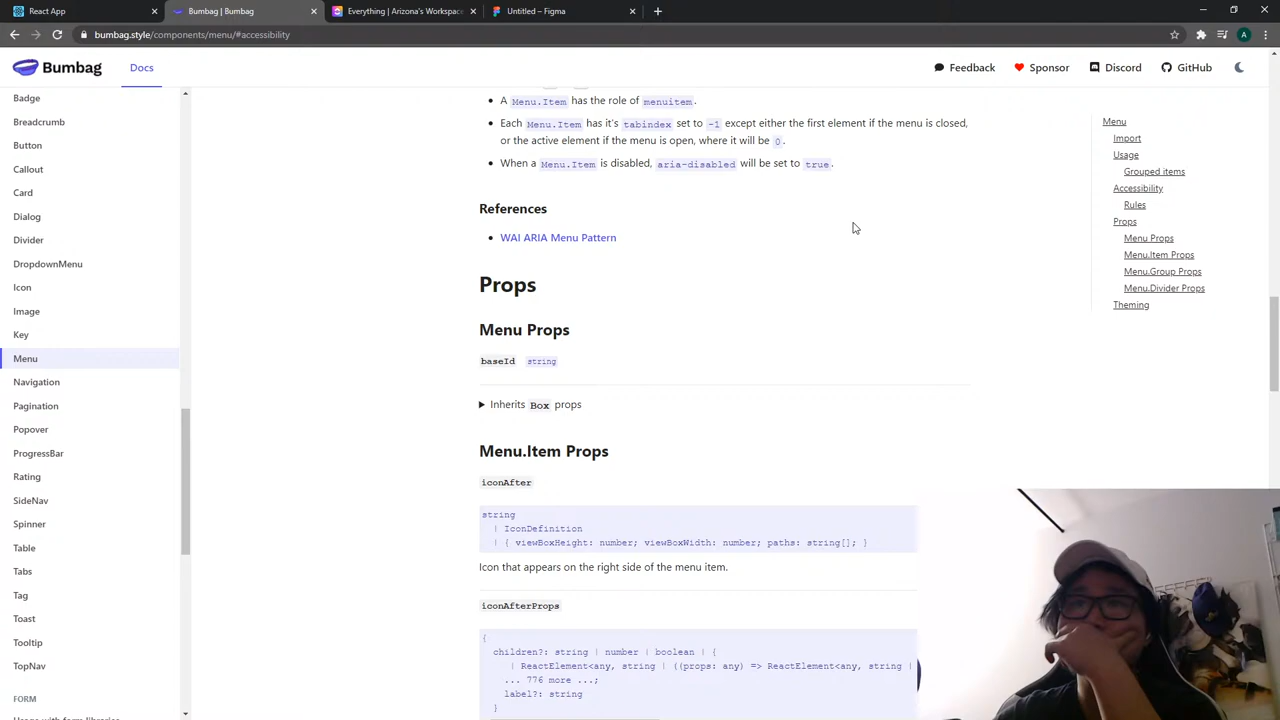 React App
Bumbag | Bumbag
Everything | Arizona's Workspace
Untitled – Figma
bumbag.style/components/menu/#accessibility
A
Bumbag
Docs
Feedback
Sponsor
Discord
GitHub
Badge
Breadcrumb
Button
Callout
Card
Dialog
Divider
DropdownMenu
Icon
Image
Key
Menu
Navigation
Pagination
Popover
ProgressBar
Rating
SideNav
Spinner
Table
Tabs
Tag
Toast
Tooltip
TopNav
FORM
Usage with form libraries
A Menu.Item has the role of menuitem.
Each Menu.Item has it's tabindex set to -1 except either the first element if the menu is closed,
or the active element if the menu is open, where it will be 0.
When a Menu.Item is disabled, aria-disabled will be set to true.
References
WAI ARIA Menu Pattern
Props
Menu Props
baseId string
Inherits Box props
Menu.Item Props
iconAfter
string
| IconDefinition
| { viewBoxHeight: number; viewBoxWidth: number; paths: string[]; }
Icon that appears on the right side of the menu item.
iconAfterProps
{
children?: string | number | boolean | {
| ReactElement<any, string | ((props: any) => ReactElement<any, string |
... 776 more ...;
label?: string
}
Menu
Import
Usage
Grouped items
Accessibility
Rules
Props
Menu Props
Menu.Item Props
Menu.Group Props
Menu.Divider Props
Theming